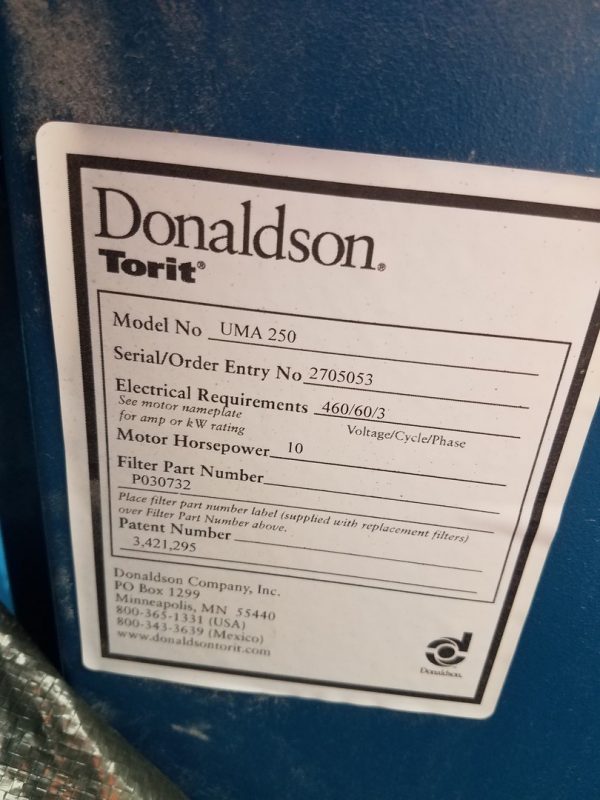 Donaldson®
Torit®
Model No UMA 250
Serial/Order Entry No 2705053
Electrical Requirements 460/60/3
See motor nameplate Voltage/Cycle/Phase
for amp or kW rating
Motor Horsepower 10
Filter Part Number
P030732
Place filter part number label (supplied with replacement filters)
over Filter Part Number above.
Patent Number
3,421,295
Donaldson Company, Inc.
PO Box 1299
Minneapolis, MN 55440
800-365-1331 (USA)
800-343-3639 (Mexico)
www.donaldsontorit.com
Donaldson.